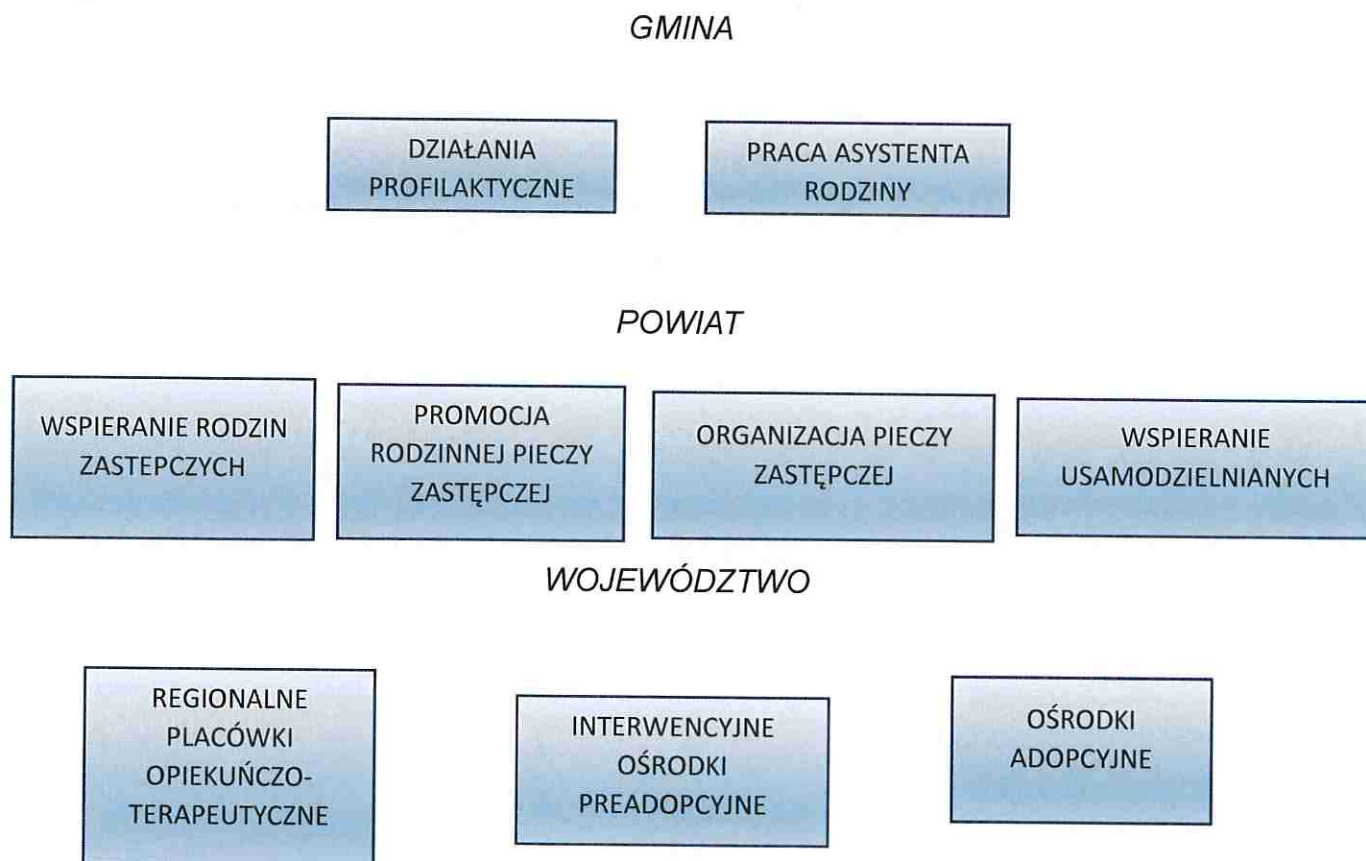 GMINA
DZIAŁANIA
PROFILAKTYCZNE
PRACA ASYSTENTA
RODZINY
POWIAT
WSPIERANIE RODZIN
ZASTEPCZYCH
PROMOCJA
RODZINNEJ PIECZY
ZASTĘPCZEJ
ORGANIZACJA PIECZY
ZASTĘPCZEJ
WSPIERANIE
USAMODZIELNIANYCH
WOJEWÓDZTWO
REGIONALNE
PLACÓWKI
OPIEKUŃCZO-
TERAPEUTYCZNE
INTERWENCYJNE
OŚRODKI
PREADOPCYJNE
OŚRODKI
ADOPCYJNE